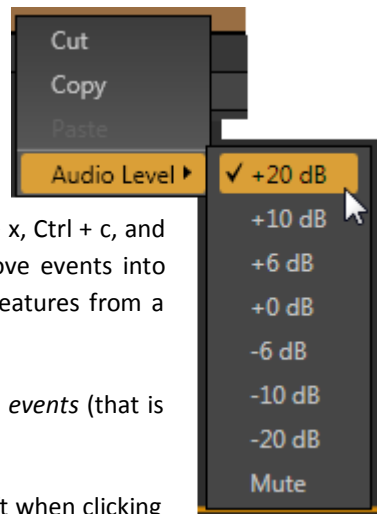 Cut
Copy
Paste
Audio Level
+20 dB
+10 dB
+6 dB
+0 dB
-6 dB
-10 dB
-20 dB
Mute
x, Ctrl + c, and
ove events into
eatures from a
events (that is
t when clicking